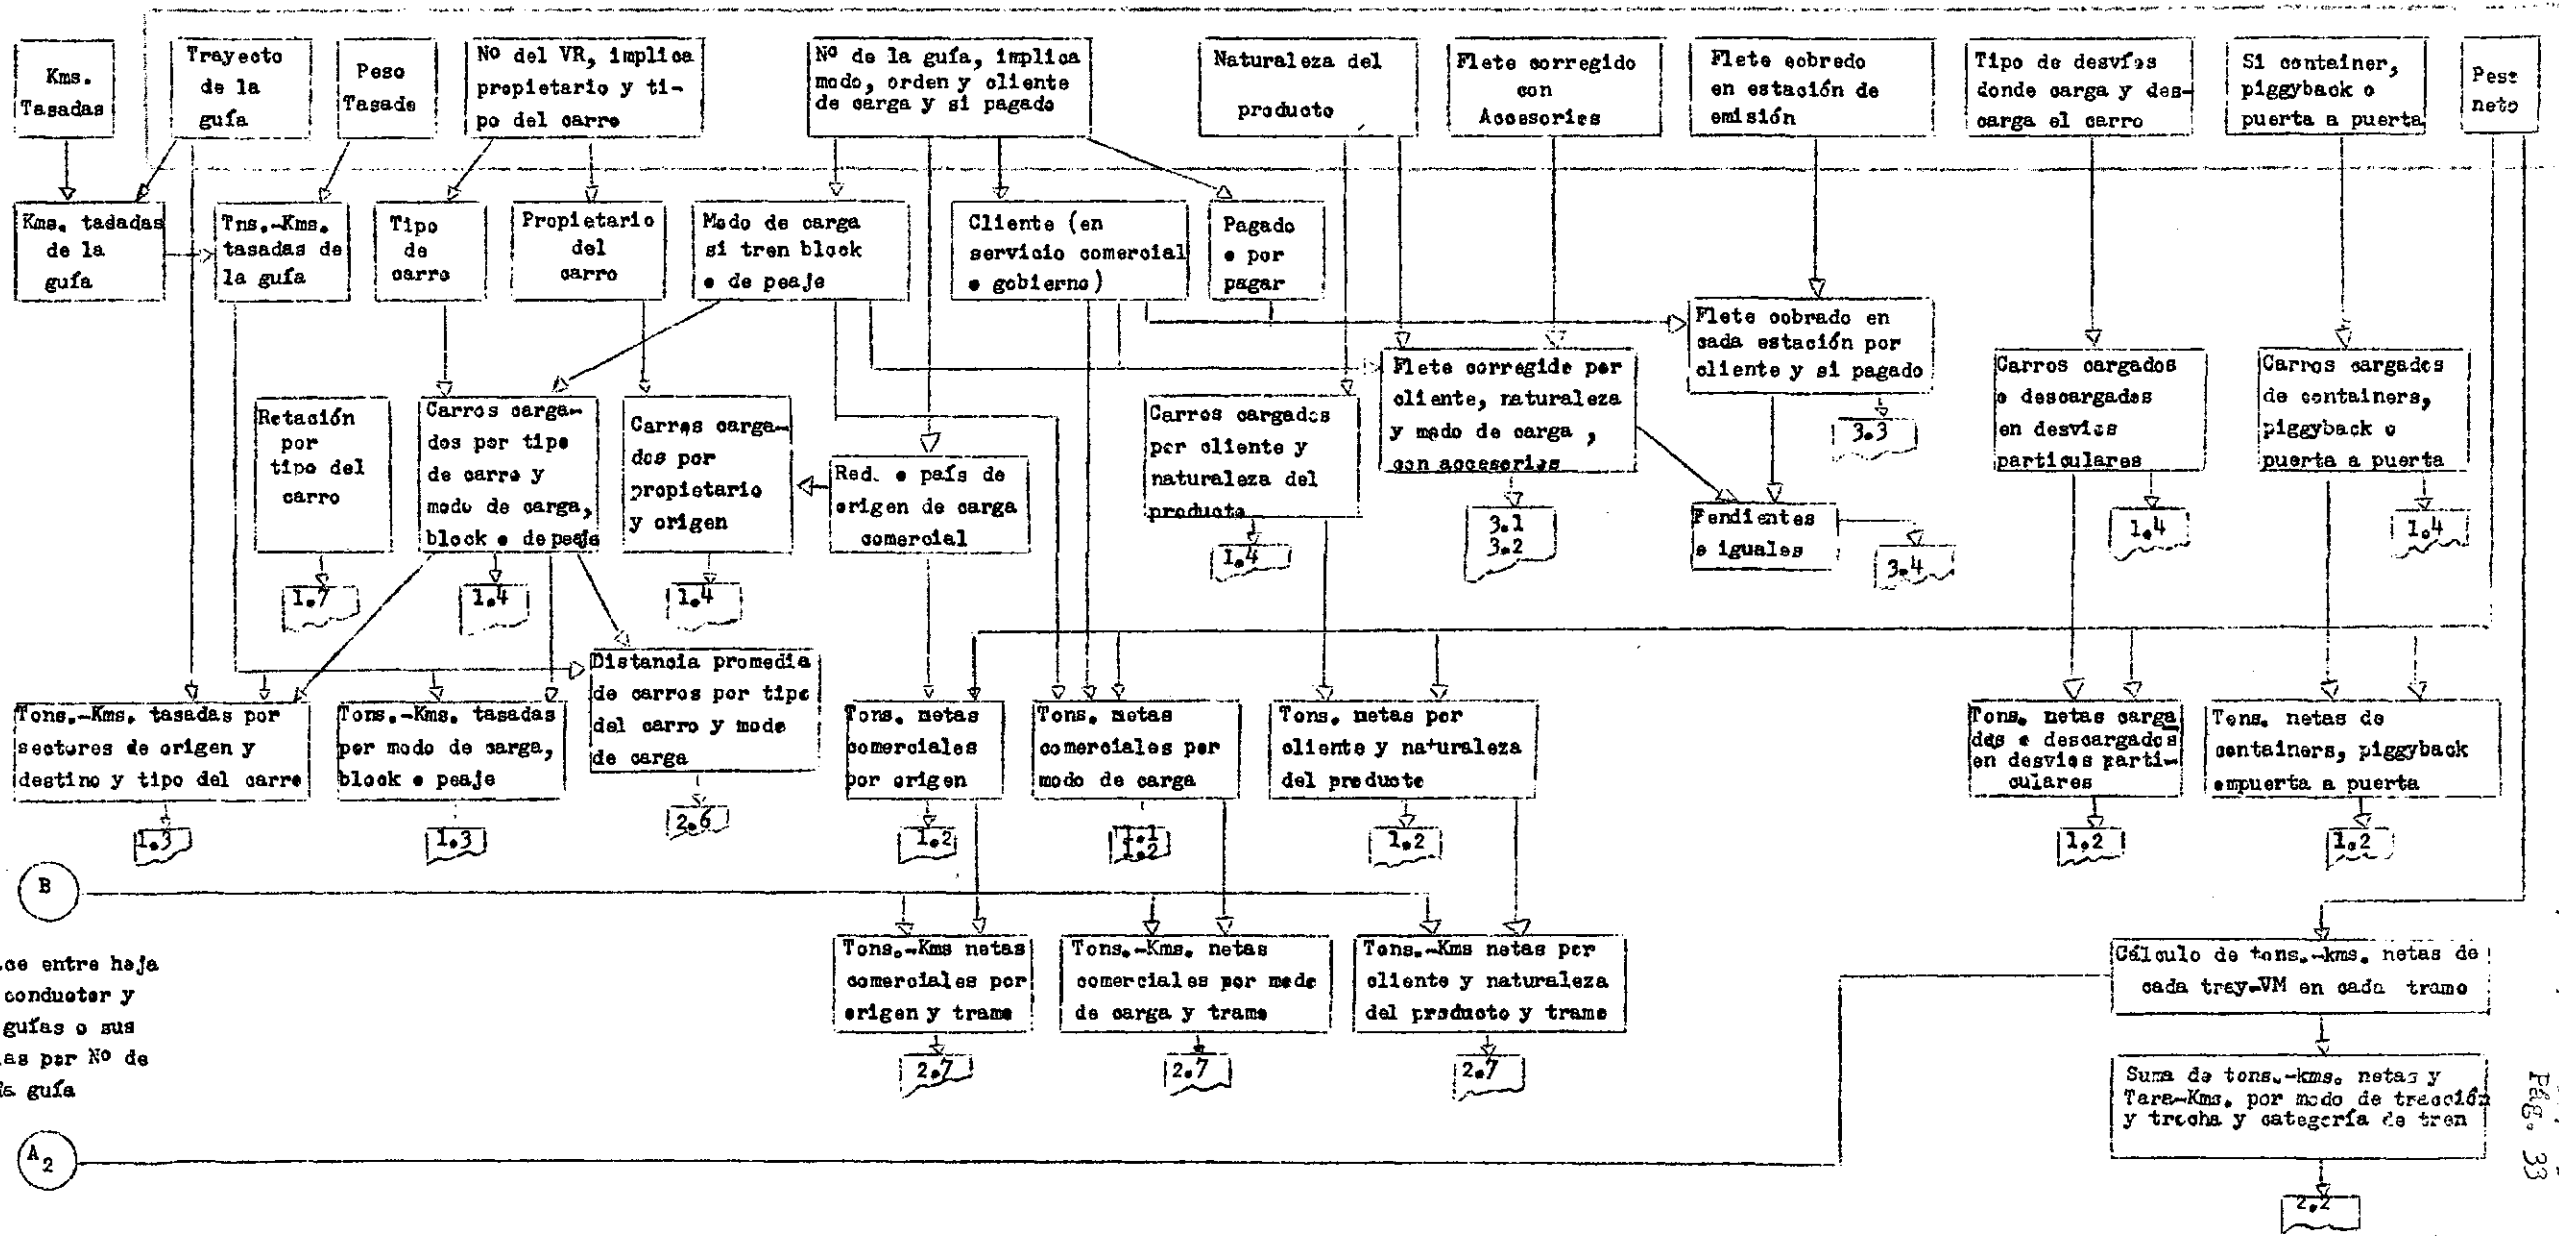 Kms.
Tasadas
Trayecto
de la
guía
Peso
Tasade
Nº del VR, implica
propietario y ti-
po del carro
Nº de la guía, implica
modo, orden y cliente
de carga y si pagado
Naturaleza del
producto
Flete corregido
con
Accesories
Flete cobredo
en estación de
emisión
Tipo de desvíos
donde carga y des-
carga el carro
Si container,
piggyback o
puerta a puerta
Peso
neto
Kms. tadadas
de la
guía
Tns.-Kms.
tasadas de
la guía
Tipo
de
carro
Propietario
del
carro
Modo de carga
si tren block
o de peaje
Cliente (en
servicio comercial
o gobierno)
Pagado
o por
pagar
Flete cobrado en
cada estación por
cliente y si pagado
3.3
Retación
por
tipo del
carro
1.7
Carros carga-
dos por tipo
de carro y
modo de carga,
block o de peaje
1.4
Carros carga-
dos por
propietario
y origen
1.4
Red. o país de
origen de carga
comercial
Carros cargados
por cliente y
naturaleza del
producto
1.4
Flete corregido por
cliente, naturaleza
y modo de carga ,
con accesorios
3.1
3.2
Pendientes
o iguales
3.4
Carros cargados
o descargados
en desvios
particulares
1.4
Carros cargados
de containers,
piggyback o
puerta a puerta
1.4
Tons.-Kms. tasadas por
sectores de origen y
destino y tipo del carro
1.3
Tons.-Kms. tasadas
por modo de carga,
block o peaje
1.3
Distancia promedia
de carros por tipo
del carro y modo
de carga
2.6
Tons. netas
comerciales
por origen
1.2
Tons. netas
comerciales por
modo de carga
1.1
1.2
Tons. netas por
cliente y naturaleza
del producto
1.2
Tons. netas carga
dos o descargados
en desvios parti-
culares
1.2
Tons. netas de
containers, piggyback
ompuerta a puerta
1.2
B
ce entre hoja
conductor y
guías o sus
as por Nº de
guía
Tons.-Kms netas
comerciales por
origen y tramo
2.7
Tons.-Kms. netas
comerciales por modo
de carga y tramo
2.7
Tons.-Kms netas por
cliente y naturaleza
del producto y tramo
2.7
Cálculo de tons.-kms. netas de
cada tray-VM en cada tramo
Suma de tons.-kms. netas y
Tara-Kms. por modo de tracción
y trocha y categoría de tren
2.2
A2
Pág. 33